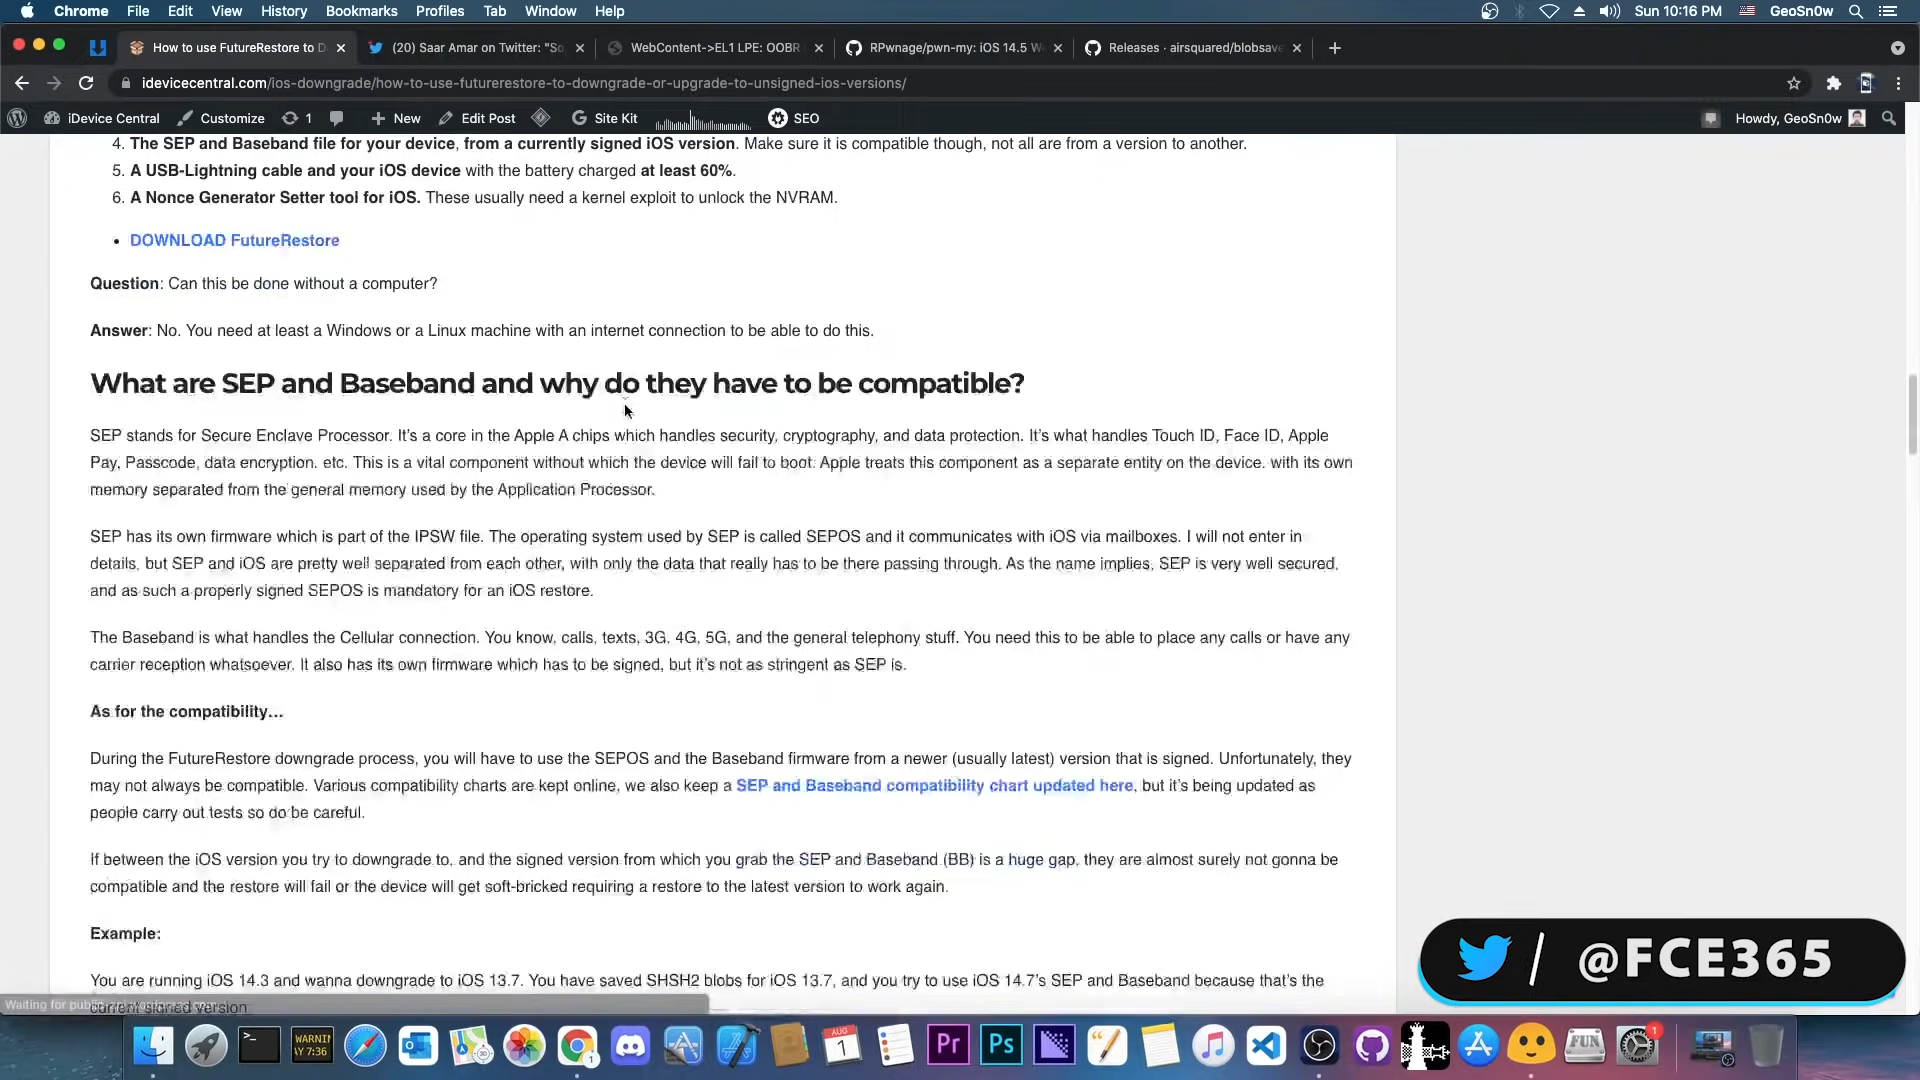 Chrome File Edit View History Bookmarks Profiles Tab Window Help Sun 10:16 PM GeoSn0w
How to use FutureRestore to D (20) Saar Amar on Twitter: "So WebContent->EL1 LPE: OOBR RPwnage/pwn-my: iOS 14.5 W Releases · airsquared/blobsave
idevicecentral.com/ios-downgrade/how-to-use-futurerestore-to-downgrade-or-upgrade-to-unsigned-ios-versions/
iDevice Central Customize 1 New Edit Post Site Kit SEO Howdy, GeoSn0w
4. The SEP and Baseband file for your device, from a currently signed iOS version. Make sure it is compatible though, not all are from a version to another.
5. A USB-Lightning cable and your iOS device with the battery charged at least 60%.
6. A Nonce Generator Setter tool for iOS. These usually need a kernel exploit to unlock the NVRAM.
• DOWNLOAD FutureRestore
Question: Can this be done without a computer?
Answer: No. You need at least a Windows or a Linux machine with an internet connection to be able to do this.
What are SEP and Baseband and why do they have to be compatible?
SEP stands for Secure Enclave Processor. It's a core in the Apple A chips which handles security, cryptography, and data protection. It's what handles Touch ID, Face ID, Apple
Pay, Passcode, data encryption. etc. This is a vital component without which the device will fail to boot. Apple treats this component as a separate entity on the device. with its own
memory separated from the general memory used by the Application Processor.
SEP has its own firmware which is part of the IPSW file. The operating system used by SEP is called SEPOS and it communicates with iOS via mailboxes. I will not enter in
details, but SEP and iOS are pretty well separated from each other, with only the data that really has to be there passing through. As the name implies, SEP is very well secured,
and as such a properly signed SEPOS is mandatory for an iOS restore.
The Baseband is what handles the Cellular connection. You know, calls, texts, 3G, 4G, 5G, and the general telephony stuff. You need this to be able to place any calls or have any
carrier reception whatsoever. It also has its own firmware which has to be signed, but it's not as stringent as SEP is.
As for the compatibility…
During the FutureRestore downgrade process, you will have to use the SEPOS and the Baseband firmware from a newer (usually latest) version that is signed. Unfortunately, they
may not always be compatible. Various compatibility charts are kept online, we also keep a SEP and Baseband compatibility chart updated here, but it's being updated as
people carry out tests so do be careful.
If between the iOS version you try to downgrade to, and the signed version from which you grab the SEP and Baseband (BB) is a huge gap, they are almost surely not gonna be
compatible and the restore will fail or the device will get soft-bricked requiring a restore to the latest version to work again.
Example:
You are running iOS 14.3 and wanna downgrade to iOS 13.7. You have saved SHSH2 blobs for iOS 13.7, and you try to use iOS 14.7's SEP and Baseband because that's the
current signed version
/ @FCE365
WARNIN
AY 7:36
AUG
1
Pr
Ps
FUN
1